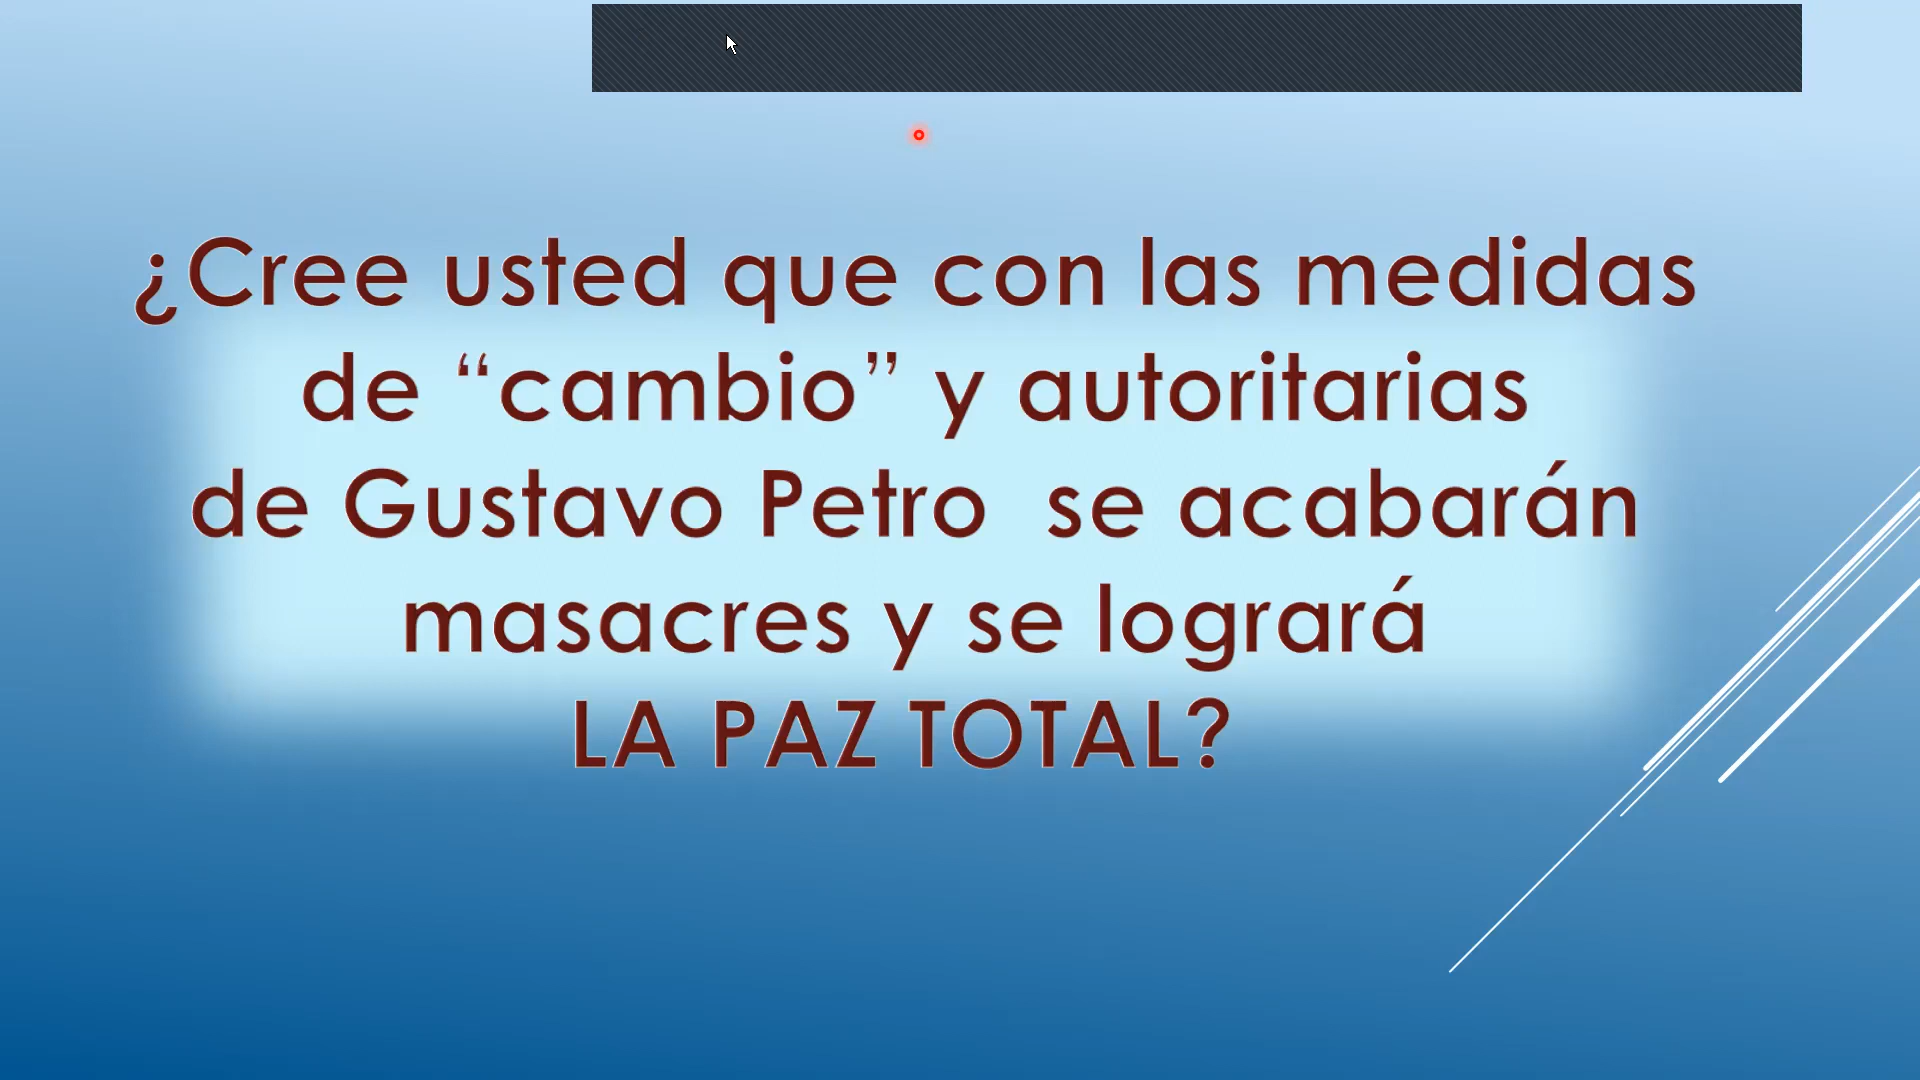 ¿Cree usted que con las medidas
de “cambio” y autoritarias
de Gustavo Petro  se acabarán
masacres y se logrará
LA PAZ TOTAL?